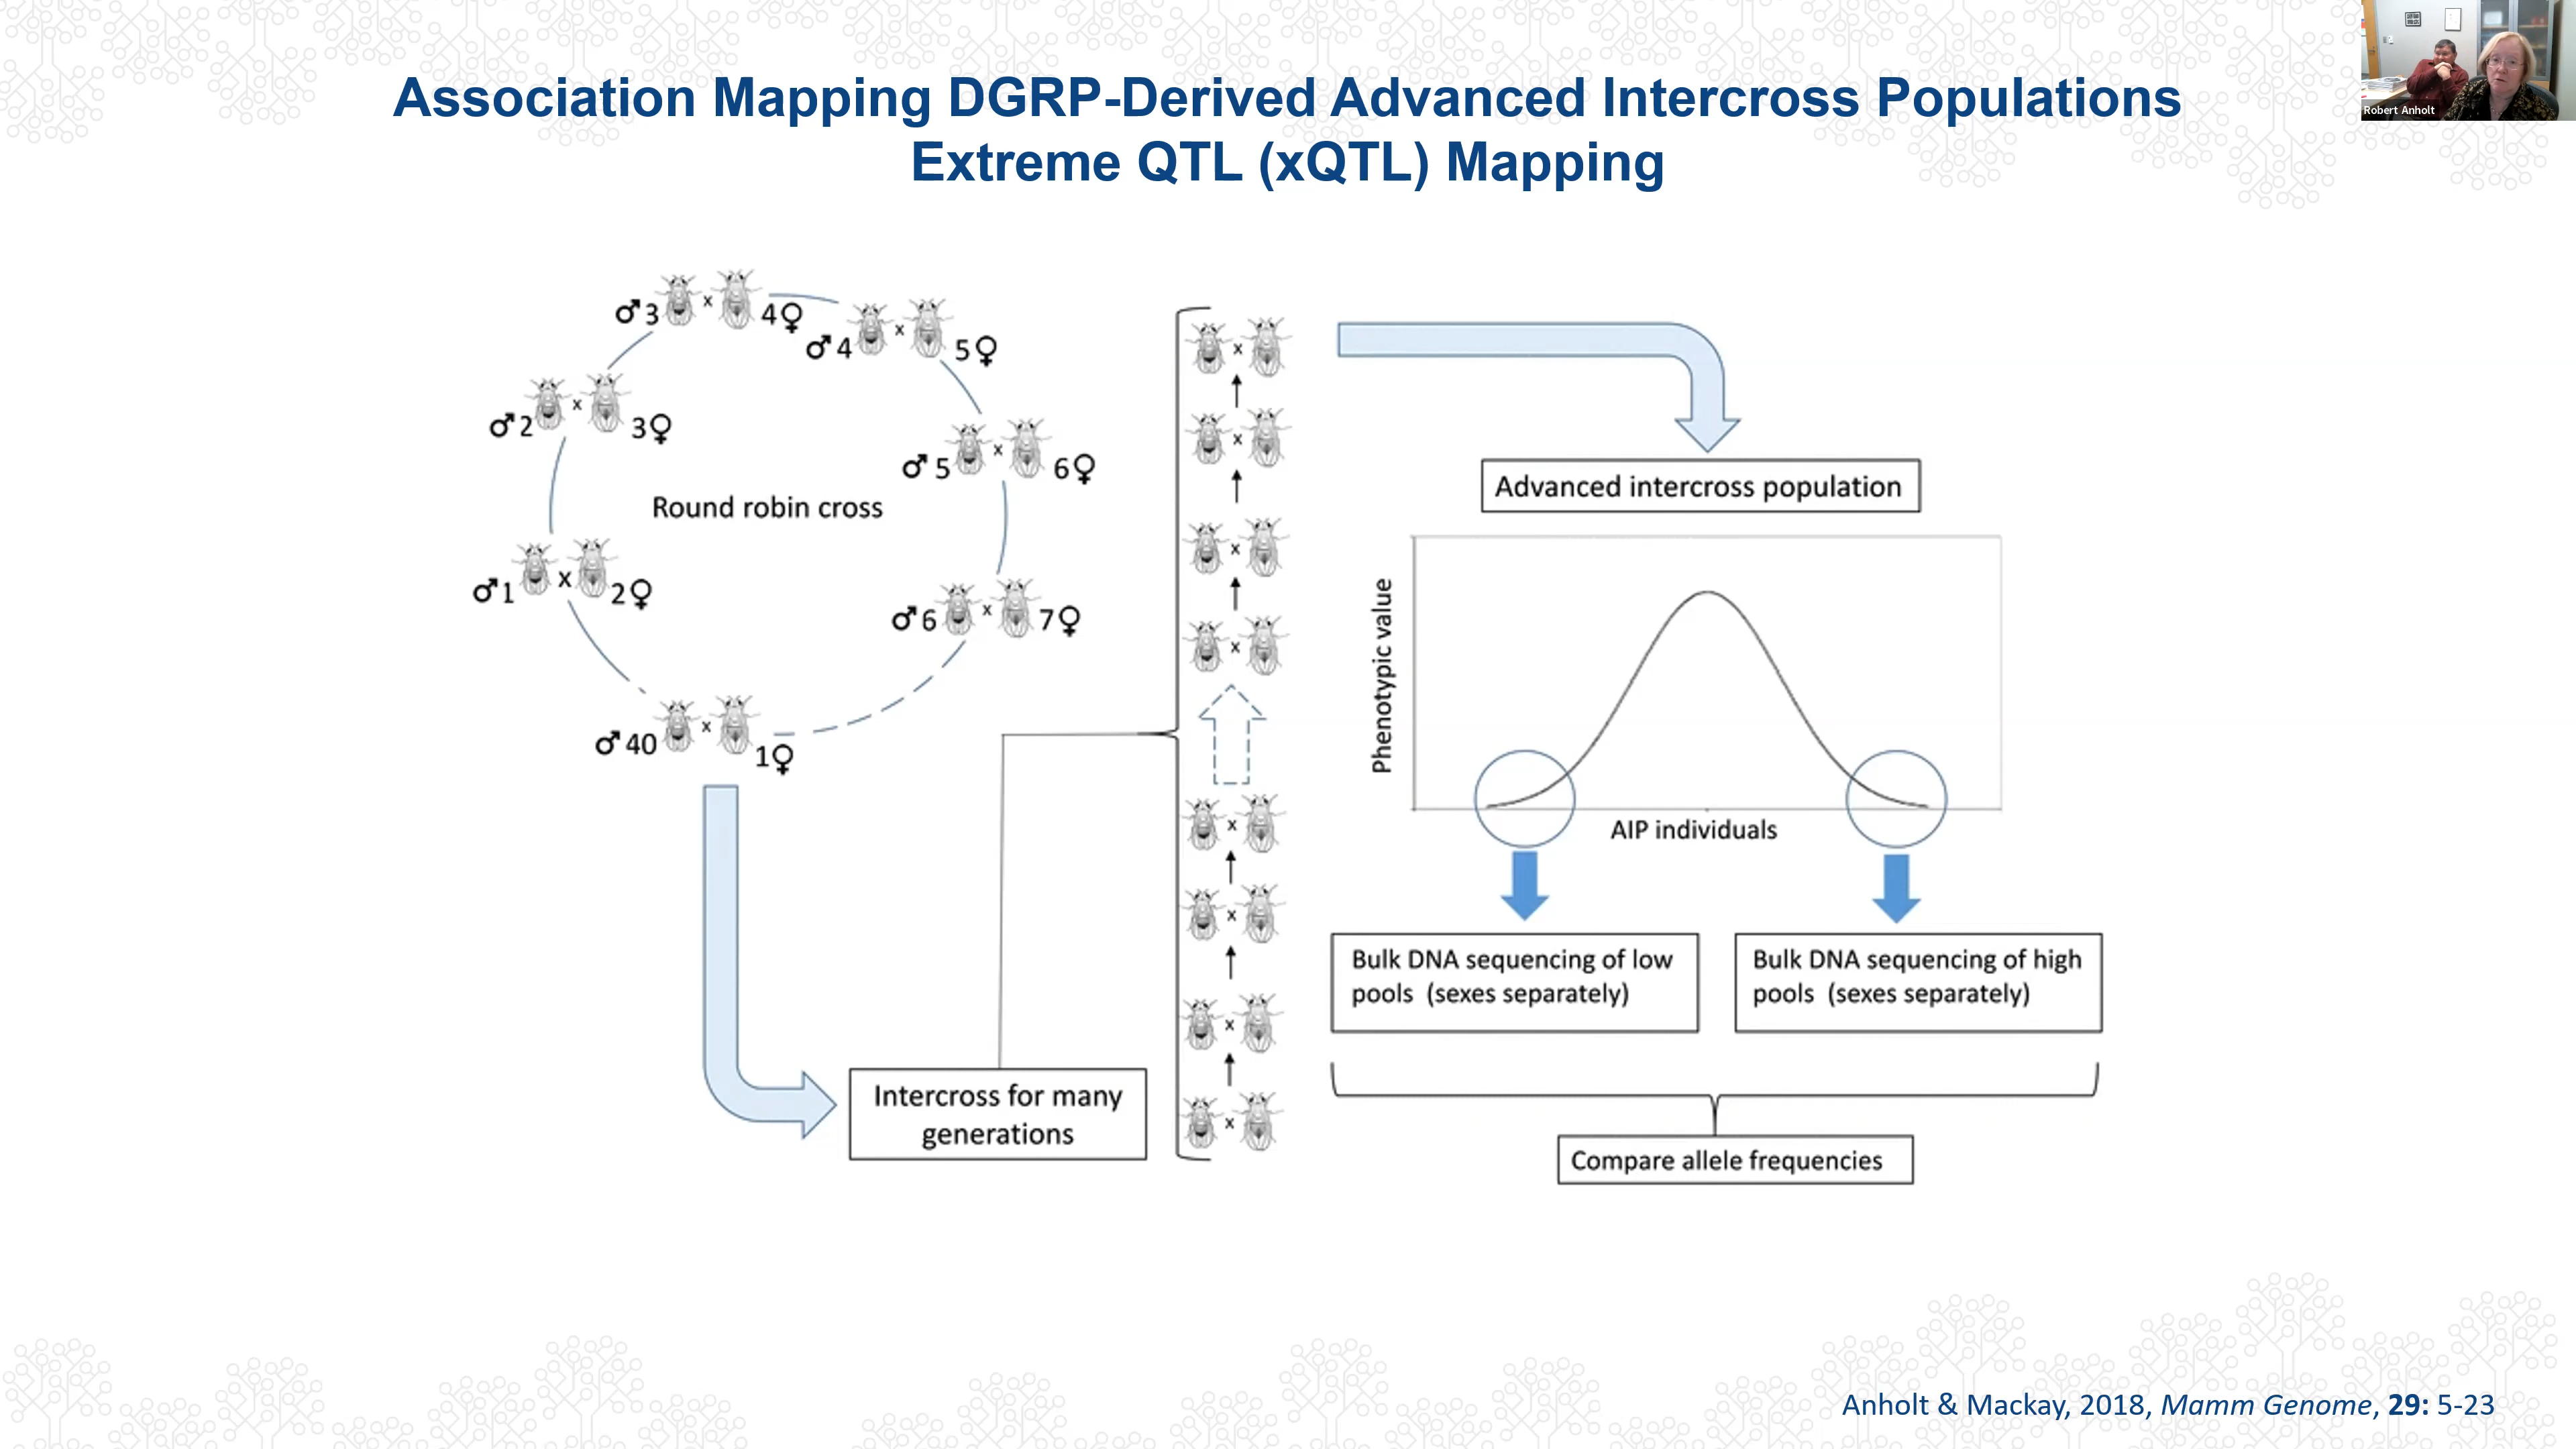 Association Mapping DGRP-Derived Advanced Intercross Populations
Extreme QTL (xQTL) Mapping
Robert Anholt
♂3 x 4♀
♂4 x 5♀
♂2 x 3♀
♂5 x 6♀
Round robin cross
♂1 x 2♀
♂6 x 7♀
♂40 x 1♀
Intercross for many
generations
x
x
x
x
x
x
x
x
Advanced intercross population
Phenotypic value
AIP individuals
Bulk DNA sequencing of low
pools (sexes separately)
Bulk DNA sequencing of high
pools (sexes separately)
Compare allele frequencies
Anholt & Mackay, 2018, Mamm Genome, 29: 5-23